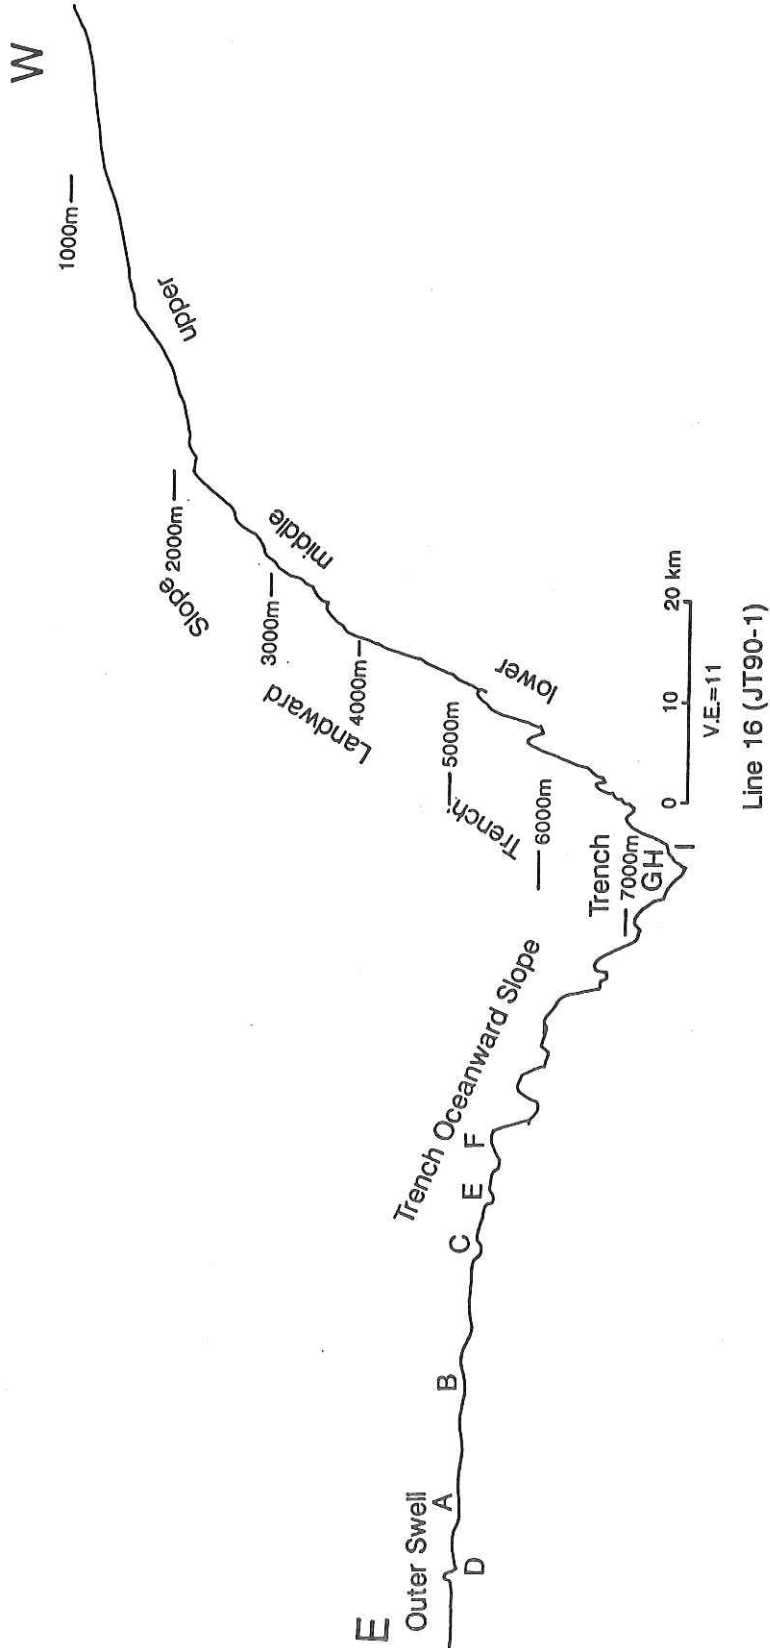 E
W
Outer Swell
D
A
B
C
E
F
Trench Oceanward Slope
Trench
7000m
GH
I
6000m
Trench
5000m
Landward
4000m
3000m
Slope
2000m
1000m
lower
middle
upper
0 10 20 km
V.E.=11
Line 16 (JT90-1)